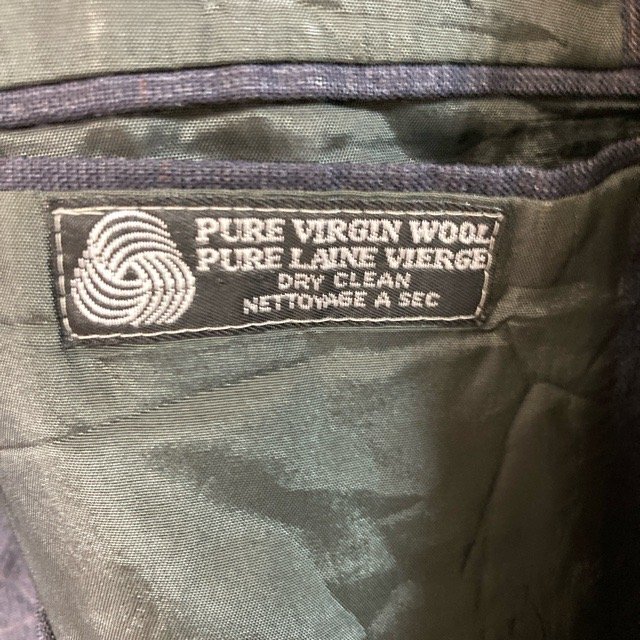 PURE VIRGIN WOOL
PURE LAINE VIERGE
DRY CLEAN
NETTOYAGE A SEC